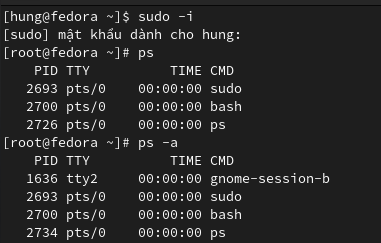 [hung@fedora ~]$ sudo -i
[sudo] mật khẩu dành cho hung:
[root@fedora ~]# ps
    PID TTY          TIME CMD
   2693 pts/0    00:00:00 sudo
   2700 pts/0    00:00:00 bash
   2726 pts/0    00:00:00 ps
[root@fedora ~]# ps -a
    PID TTY          TIME CMD
   1636 tty2     00:00:00 gnome-session-b
   2693 pts/0    00:00:00 sudo
   2700 pts/0    00:00:00 bash
   2734 pts/0    00:00:00 ps